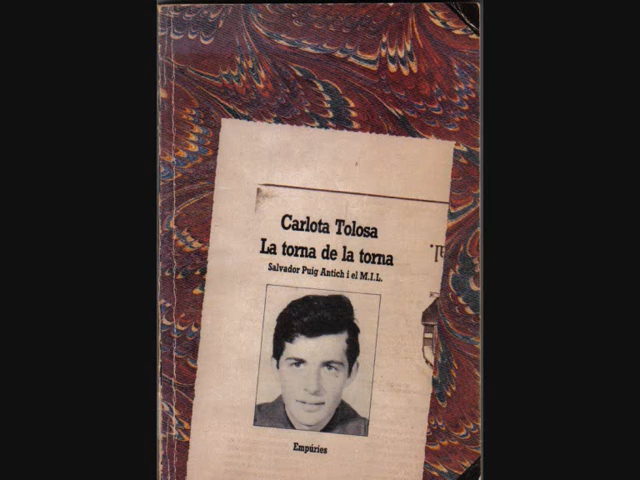 Carlota Tolosa
La torna de la torna
Salvador Puig Antich i el M.I.L.
Empúries